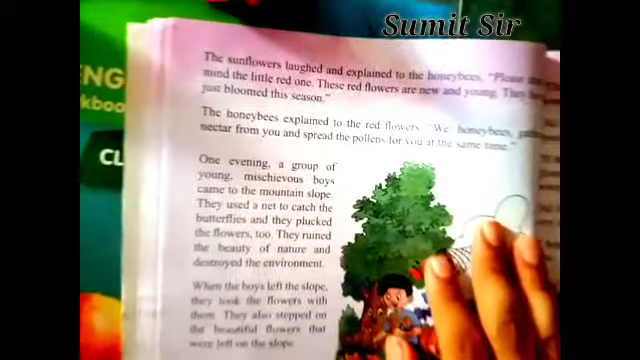 Sumit Sir
ENG
kboo
CL
The sunflowers laughed and explained to the honeybees, "Please
mind the little red one. These red flowers are new and young. They
just bloomed this season."
The honeybees explained to the red flowers. "We honeybees,
nectar from you and spread the pollens for you at the same time."
One evening, a group of
young, mischievous boys
came to the mountain slope.
They used a net to catch the
butterflies and they plucked
the flowers, too. They ruined
the beauty of nature and
destroyed the environment.
When the boys left the slope,
they took the flowers with
them. They also stepped on
the beautiful flowers that
were left on the slope